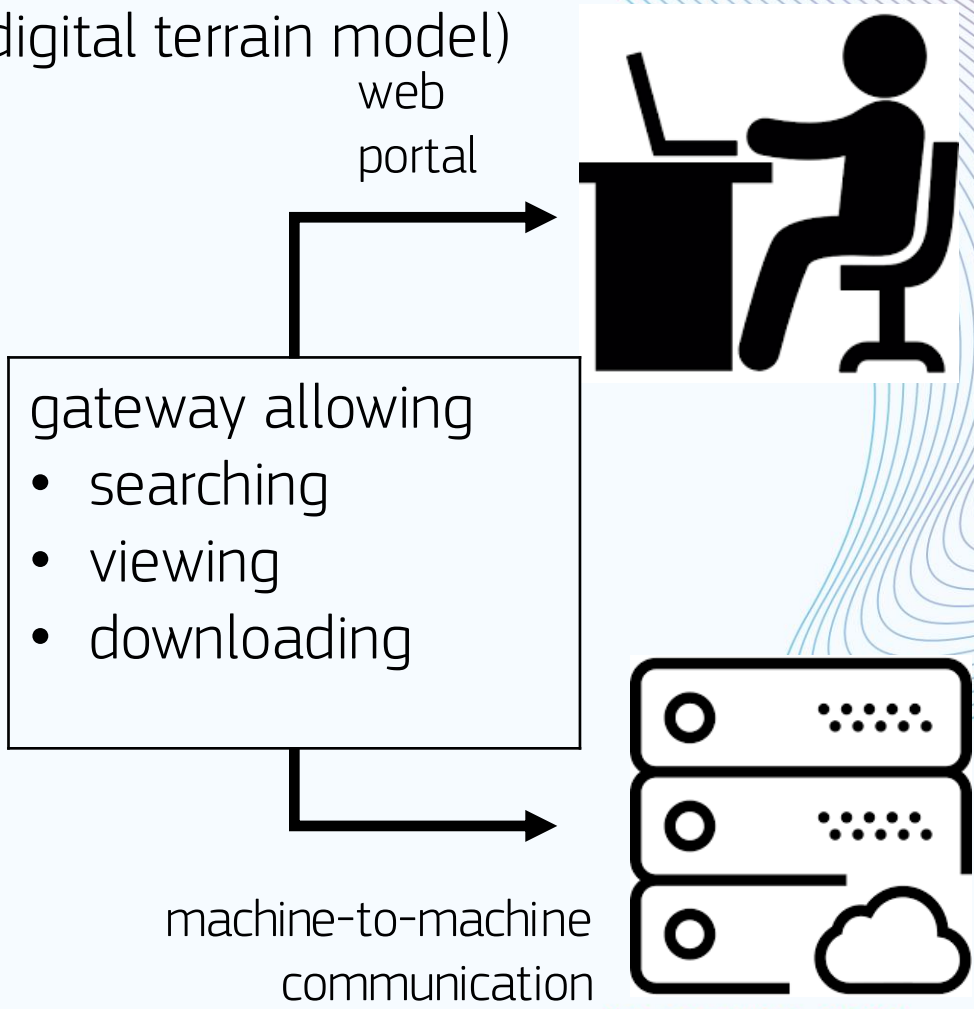 digital terrain model)
web
portal
gateway allowing
• searching
• viewing
• downloading
machine-to-machine
communication